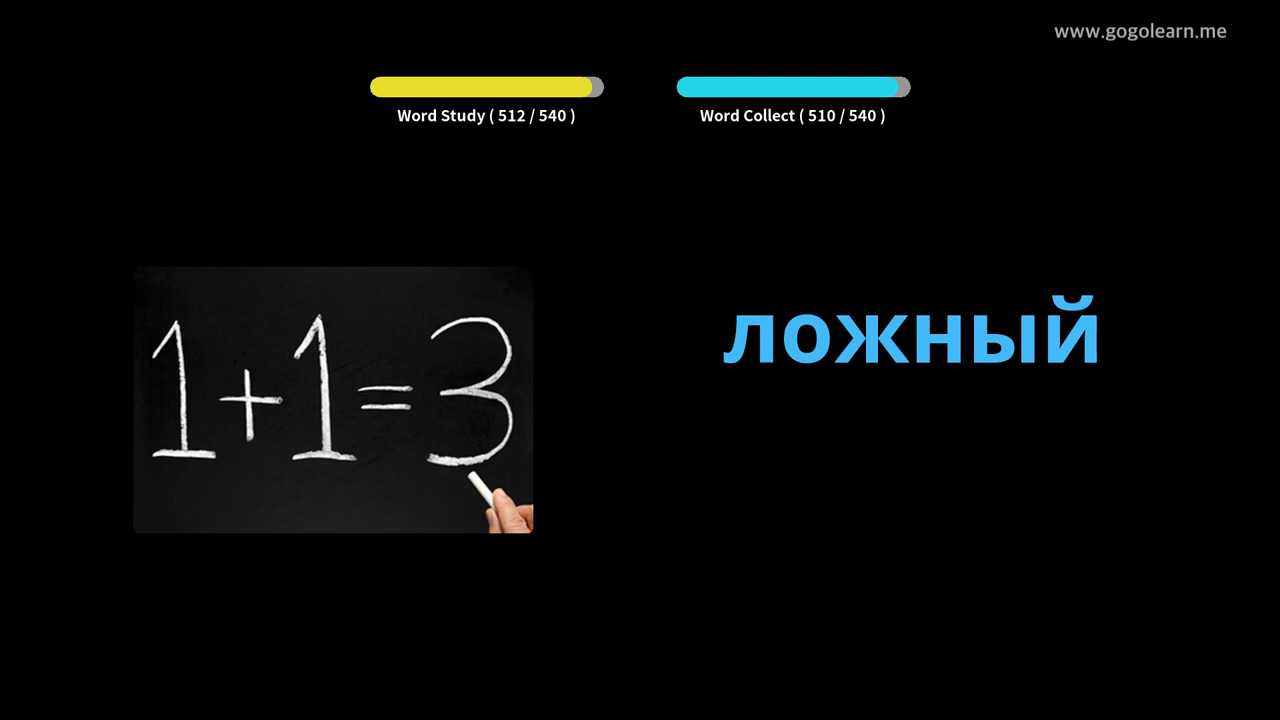 www.gogolearn.me
Word Study ( 512 / 540 )
Word Collect ( 510 / 540 )
1+1=3
ложный